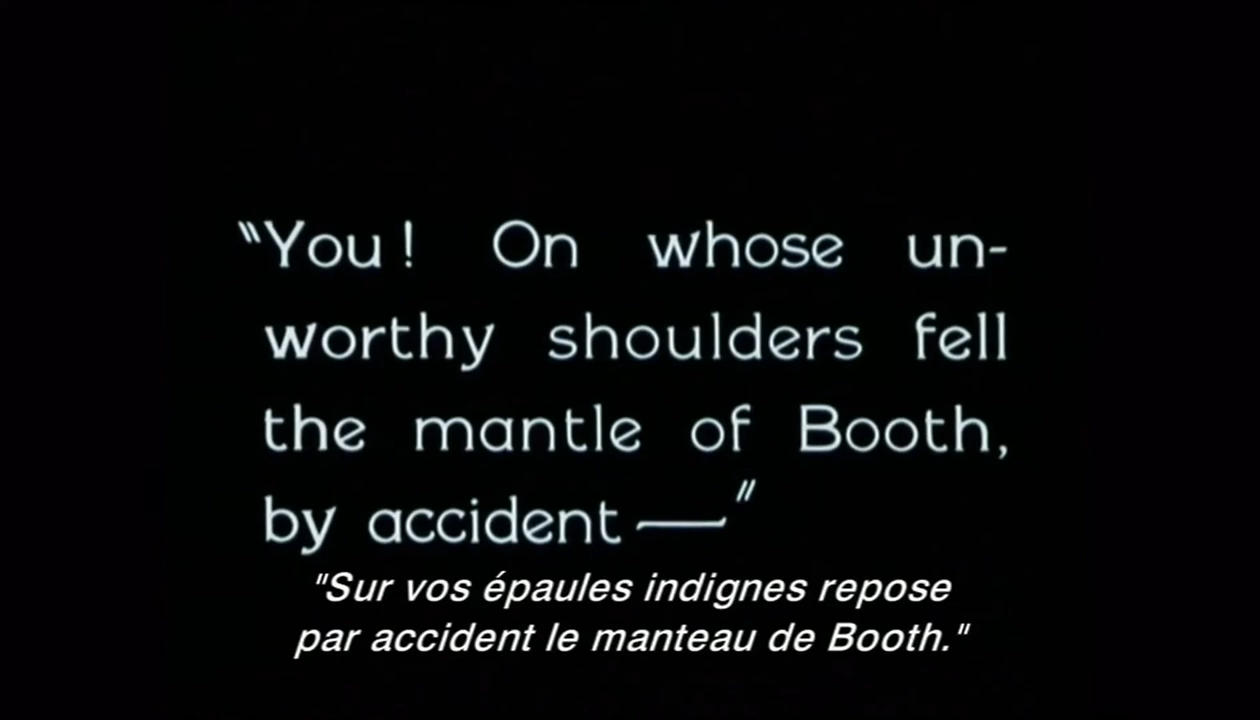 "You! On whose un-
worthy shoulders fell
the mantle of Booth,
by accident —"
"Sur vos épaules indignes repose
par accident le manteau de Booth."